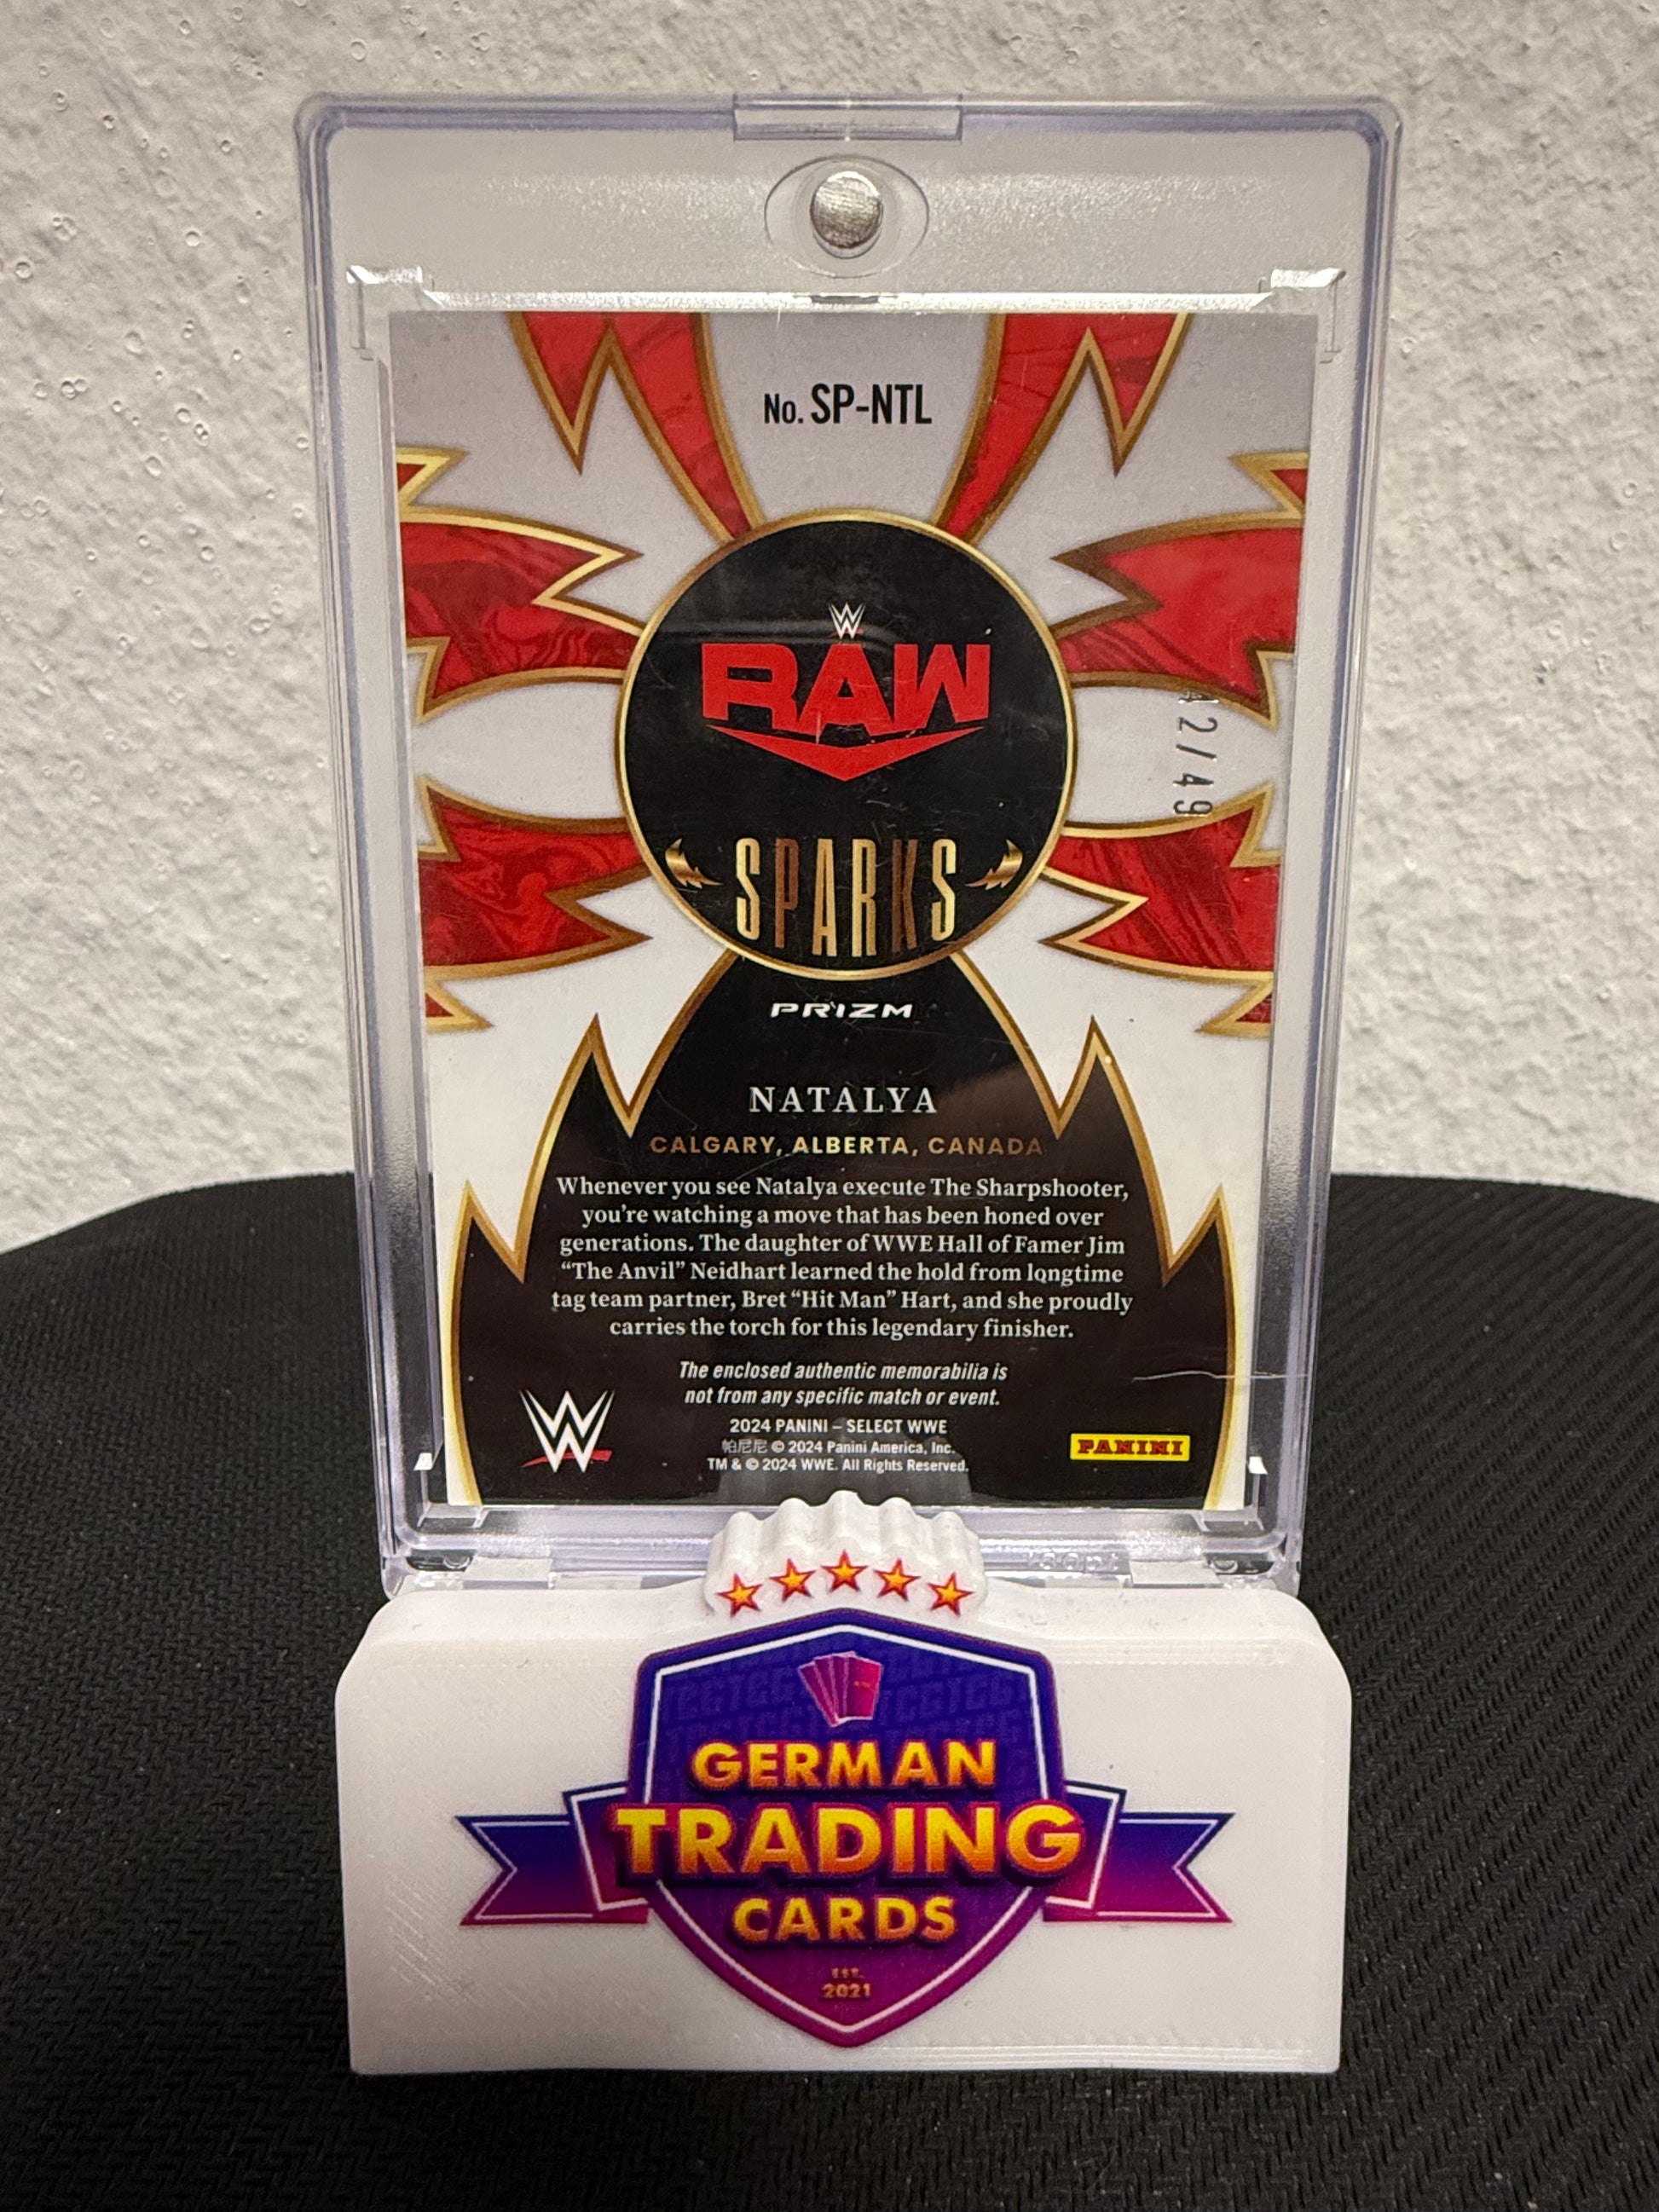 No. SP-NTL
W
RAW
42/49
SPARKS
PRIZM
NATALYA
CALGARY, ALBERTA, CANADA
Whenever you see Natalya execute The Sharpshooter,
you're watching a move that has been honed over
generations. The daughter of WWE Hall of Famer Jim
“The Anvil” Neidhart learned the hold from longtime
tag team partner, Bret “Hit Man” Hart, and she proudly
carries the torch for this legendary finisher.
The enclosed authentic memorabilia is
not from any specific match or event.
2024 PANINI – SELECT WWE
帕尼尼 © 2024 Panini America, Inc.
TM & © 2024 WWE. All Rights Reserved.
W
PANINI
GERMAN
TRADING
CARDS
EST.
2021